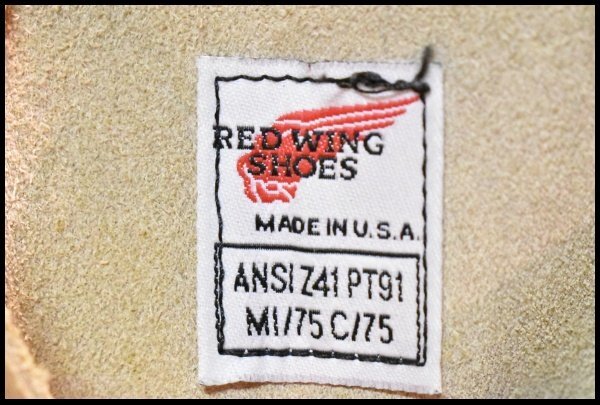 RED WING
SHOES
MADE IN U.S.A.
ANSI Z41 PT91
MI/75 C/75